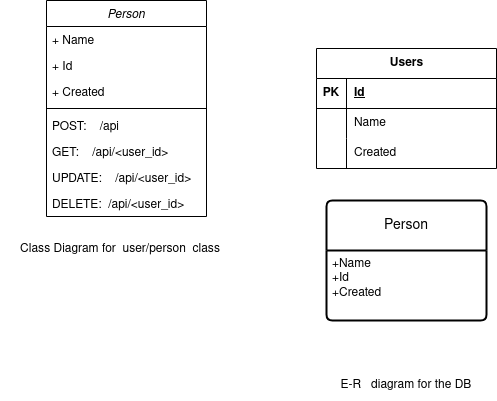 Person
+ Name
+ Id
+ Created
POST: /api
GET: /api/<user_id>
UPDATE: /api/<user_id>
DELETE: /api/<user_id>
Class Diagram for user/person class
Users
PK Id
Name
Created
Person
+Name
+Id
+Created
E-R diagram for the DB